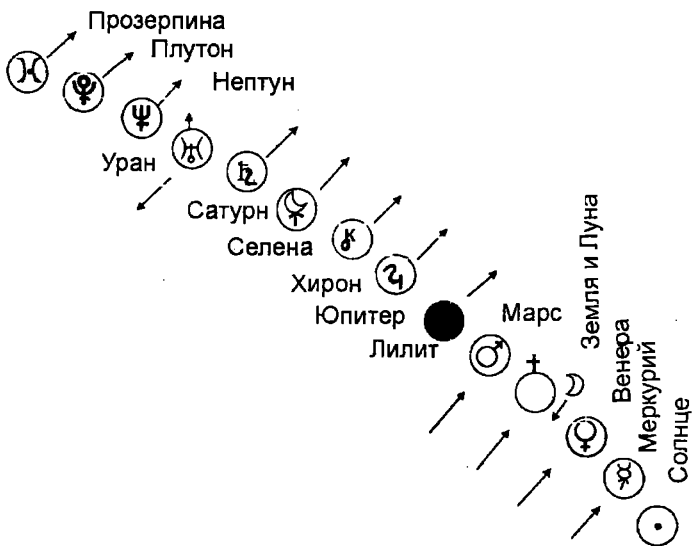 Прозерпина
Плутон
Нептун
Уран
Сатурн
Селена
Хирон
Юпитер
Лилит
Марс
Земля и Луна
Венера
Меркурий
Солнце